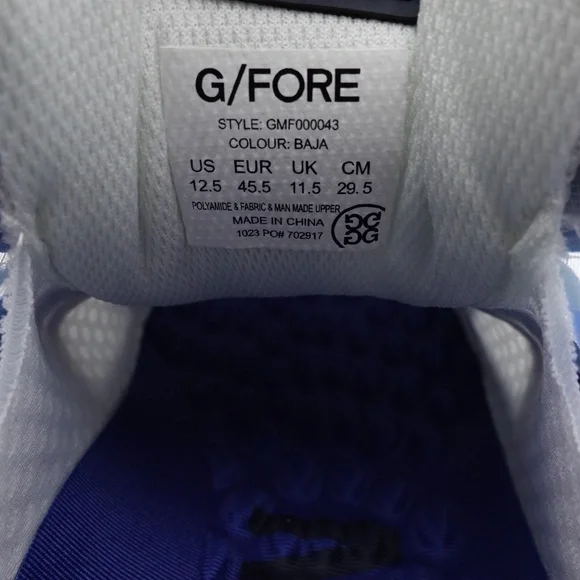 G/FORE
STYLE: GMF000043
COLOUR: BAJA
US EUR UK CM
12.5 45.5 11.5 29.5
POLYAMIDE & FABRIC & MAN MADE UPPER
MADE IN CHINA
1023 PO# 702917